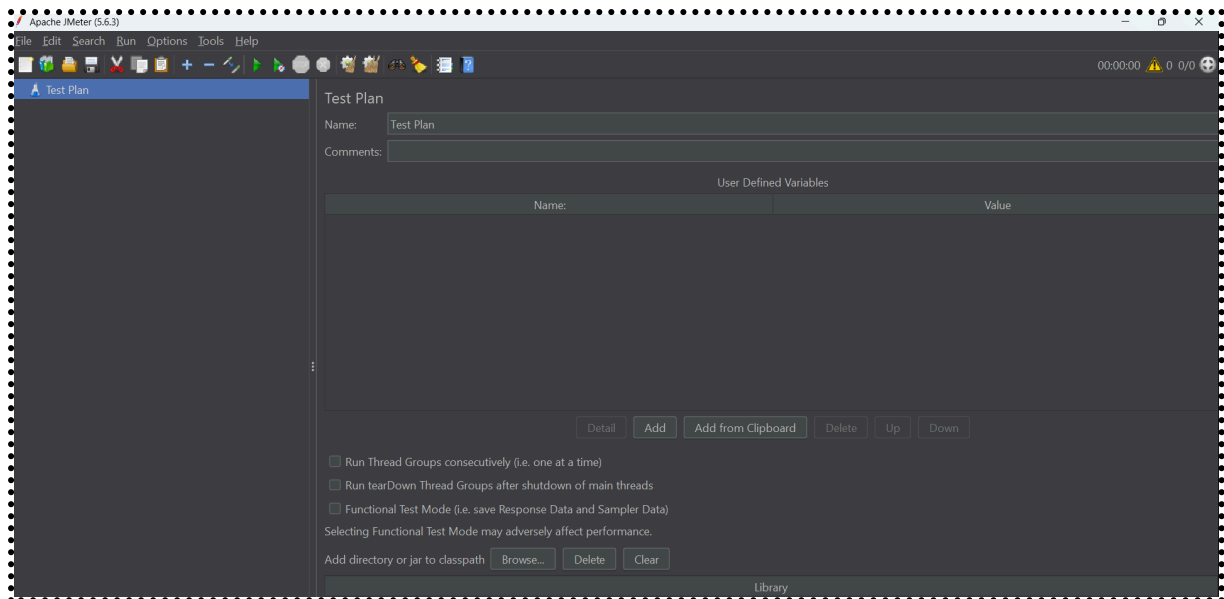 Apache JMeter (5.6.3)
File Edit Search Run Options Tools Help
00:00:00 0 0/0
Test Plan
Test Plan
Name: Test Plan
Comments:
User Defined Variables
Name: Value
Detail Add Add from Clipboard Delete Up Down
Run Thread Groups consecutively (i.e. one at a time)
Run tearDown Thread Groups after shutdown of main threads
Functional Test Mode (i.e. save Response Data and Sampler Data)
Selecting Functional Test Mode may adversely affect performance.
Add directory or jar to classpath Browse... Delete Clear
Library